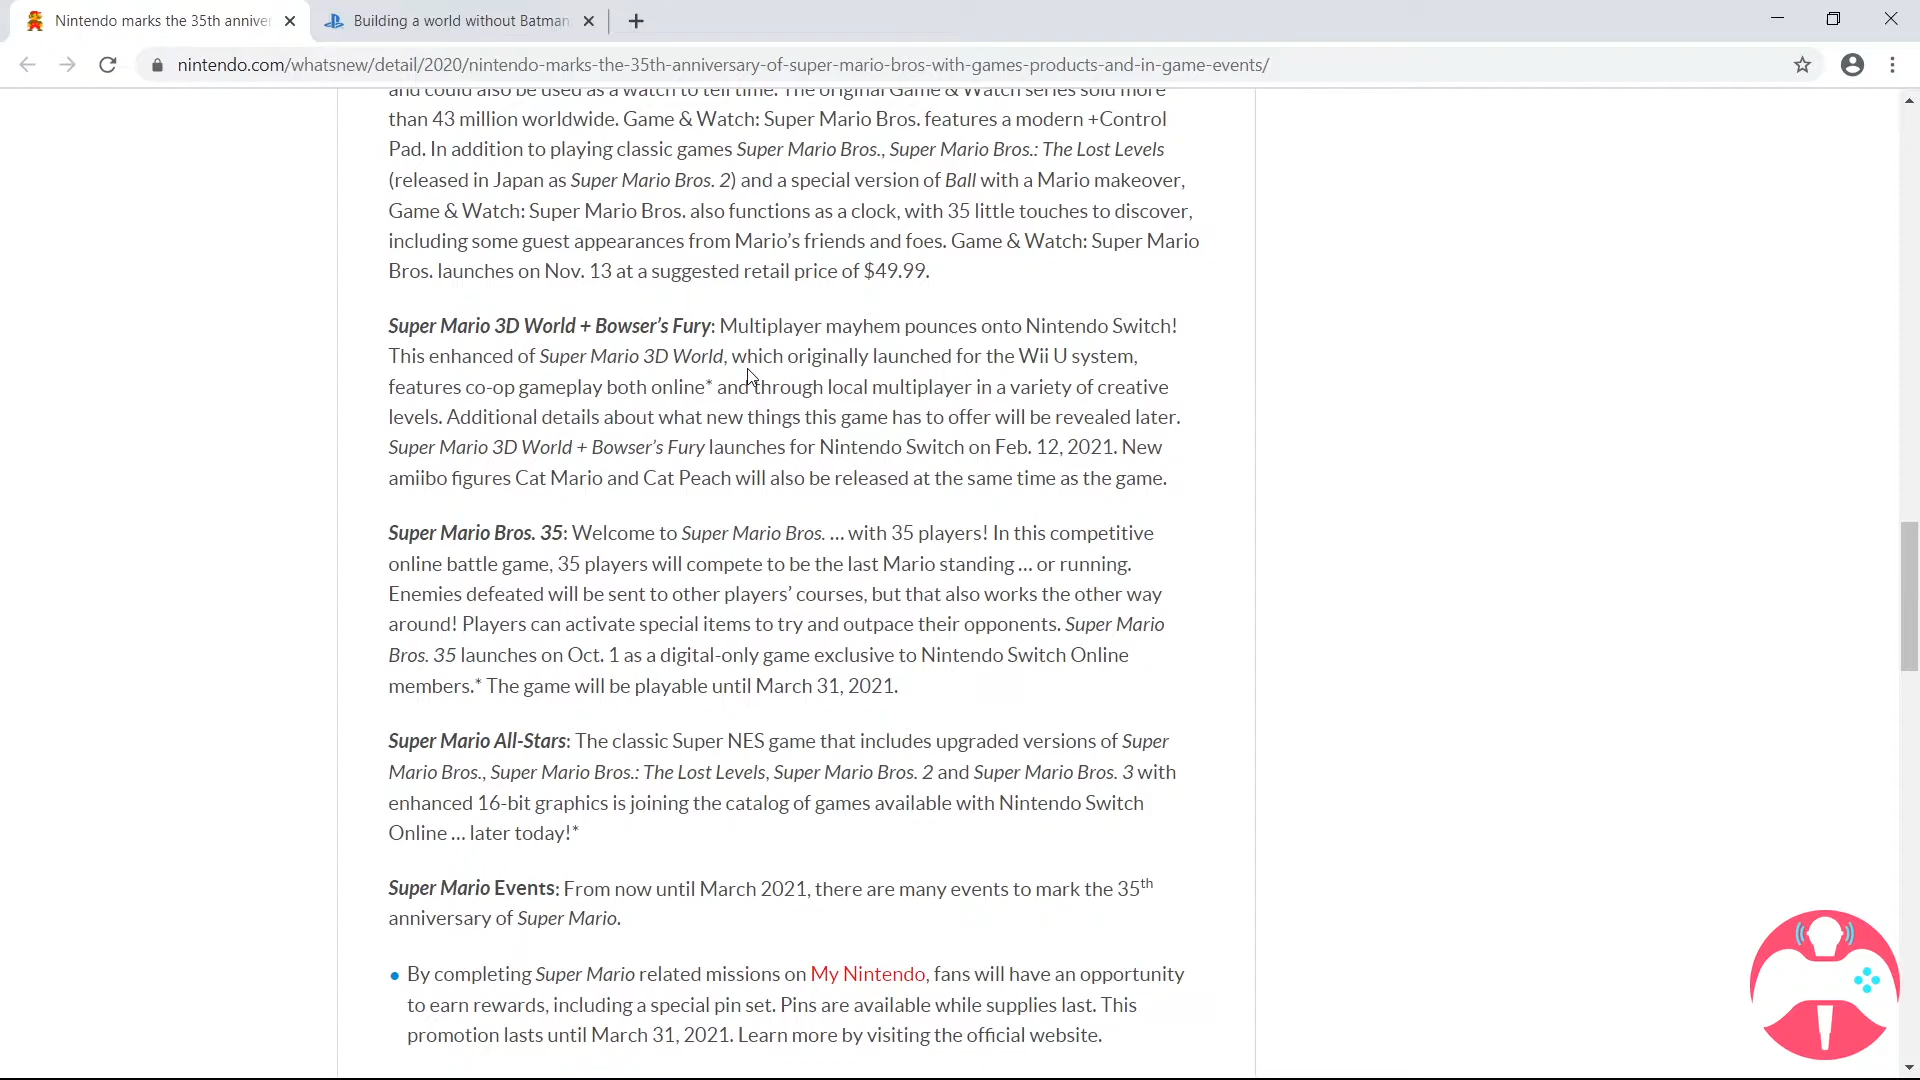 Nintendo marks the 35th annive
Building a world without Batman
nintendo.com/whatsnew/detail/2020/nintendo-marks-the-35th-anniversary-of-super-mario-bros-with-games-products-and-in-game-events/
and could also be used as a watch to tell time. The original Game & Watch series sold more
than 43 million worldwide. Game & Watch: Super Mario Bros. features a modern +Control
Pad. In addition to playing classic games Super Mario Bros., Super Mario Bros.: The Lost Levels
(released in Japan as Super Mario Bros. 2) and a special version of Ball with a Mario makeover,
Game & Watch: Super Mario Bros. also functions as a clock, with 35 little touches to discover,
including some guest appearances from Mario’s friends and foes. Game & Watch: Super Mario
Bros. launches on Nov. 13 at a suggested retail price of $49.99.
Super Mario 3D World + Bowser’s Fury: Multiplayer mayhem pounces onto Nintendo Switch!
This enhanced of Super Mario 3D World, which originally launched for the Wii U system,
features co-op gameplay both online* and through local multiplayer in a variety of creative
levels. Additional details about what new things this game has to offer will be revealed later.
Super Mario 3D World + Bowser’s Fury launches for Nintendo Switch on Feb. 12, 2021. New
amiibo figures Cat Mario and Cat Peach will also be released at the same time as the game.
Super Mario Bros. 35: Welcome to Super Mario Bros. … with 35 players! In this competitive
online battle game, 35 players will compete to be the last Mario standing … or running.
Enemies defeated will be sent to other players’ courses, but that also works the other way
around! Players can activate special items to try and outpace their opponents. Super Mario
Bros. 35 launches on Oct. 1 as a digital-only game exclusive to Nintendo Switch Online
members.* The game will be playable until March 31, 2021.
Super Mario All-Stars: The classic Super NES game that includes upgraded versions of Super
Mario Bros., Super Mario Bros.: The Lost Levels, Super Mario Bros. 2 and Super Mario Bros. 3 with
enhanced 16-bit graphics is joining the catalog of games available with Nintendo Switch
Online … later today!*
Super Mario Events: From now until March 2021, there are many events to mark the 35th
anniversary of Super Mario.
By completing Super Mario related missions on My Nintendo, fans will have an opportunity
to earn rewards, including a special pin set. Pins are available while supplies last. This
promotion lasts until March 31, 2021. Learn more by visiting the official website.